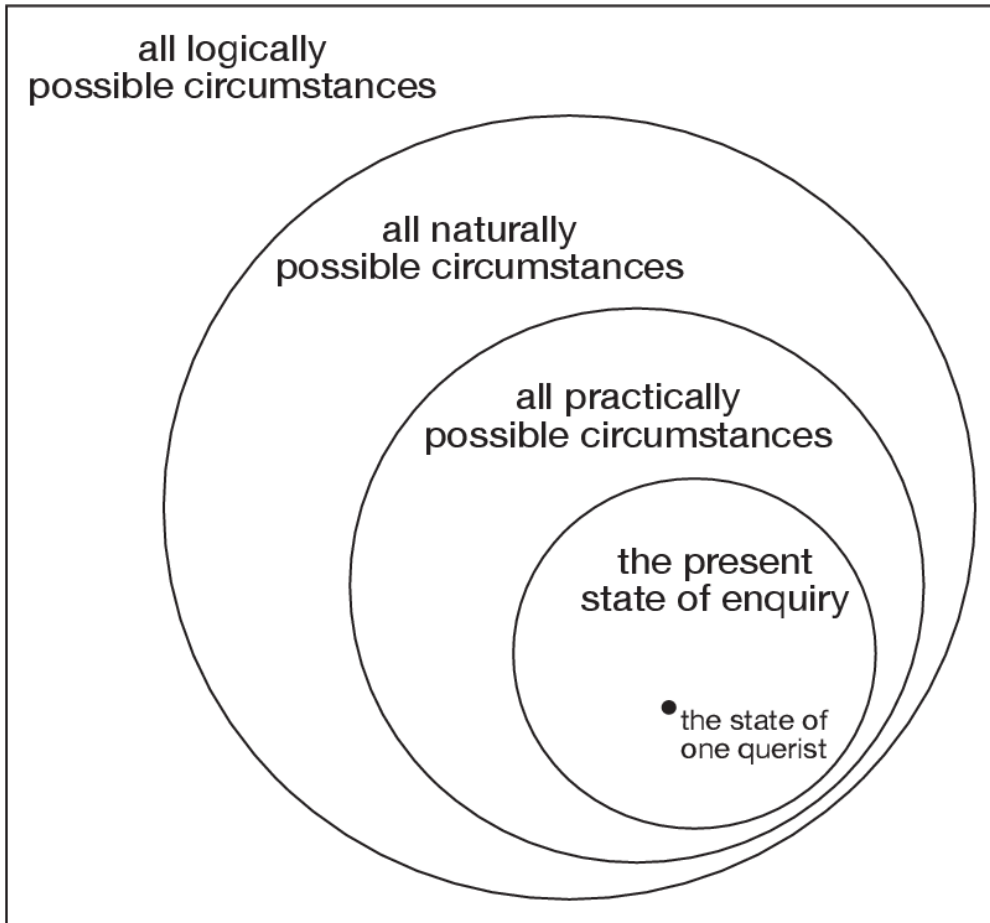 all logically
possible circumstances
all naturally
possible circumstances
all practically
possible circumstances
the present
state of enquiry
the state of
one querist